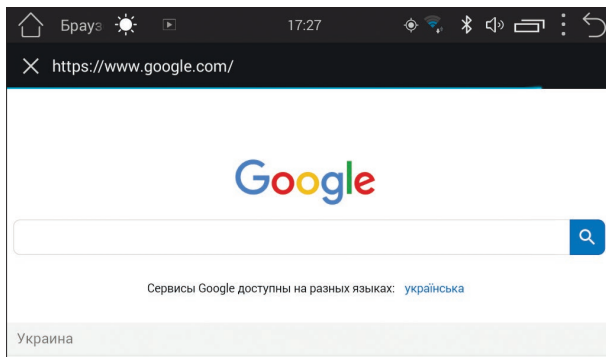 Брауз 17:27
https://www.google.com/
Google
Сервисы Google доступны на разных языках: українська
Украина